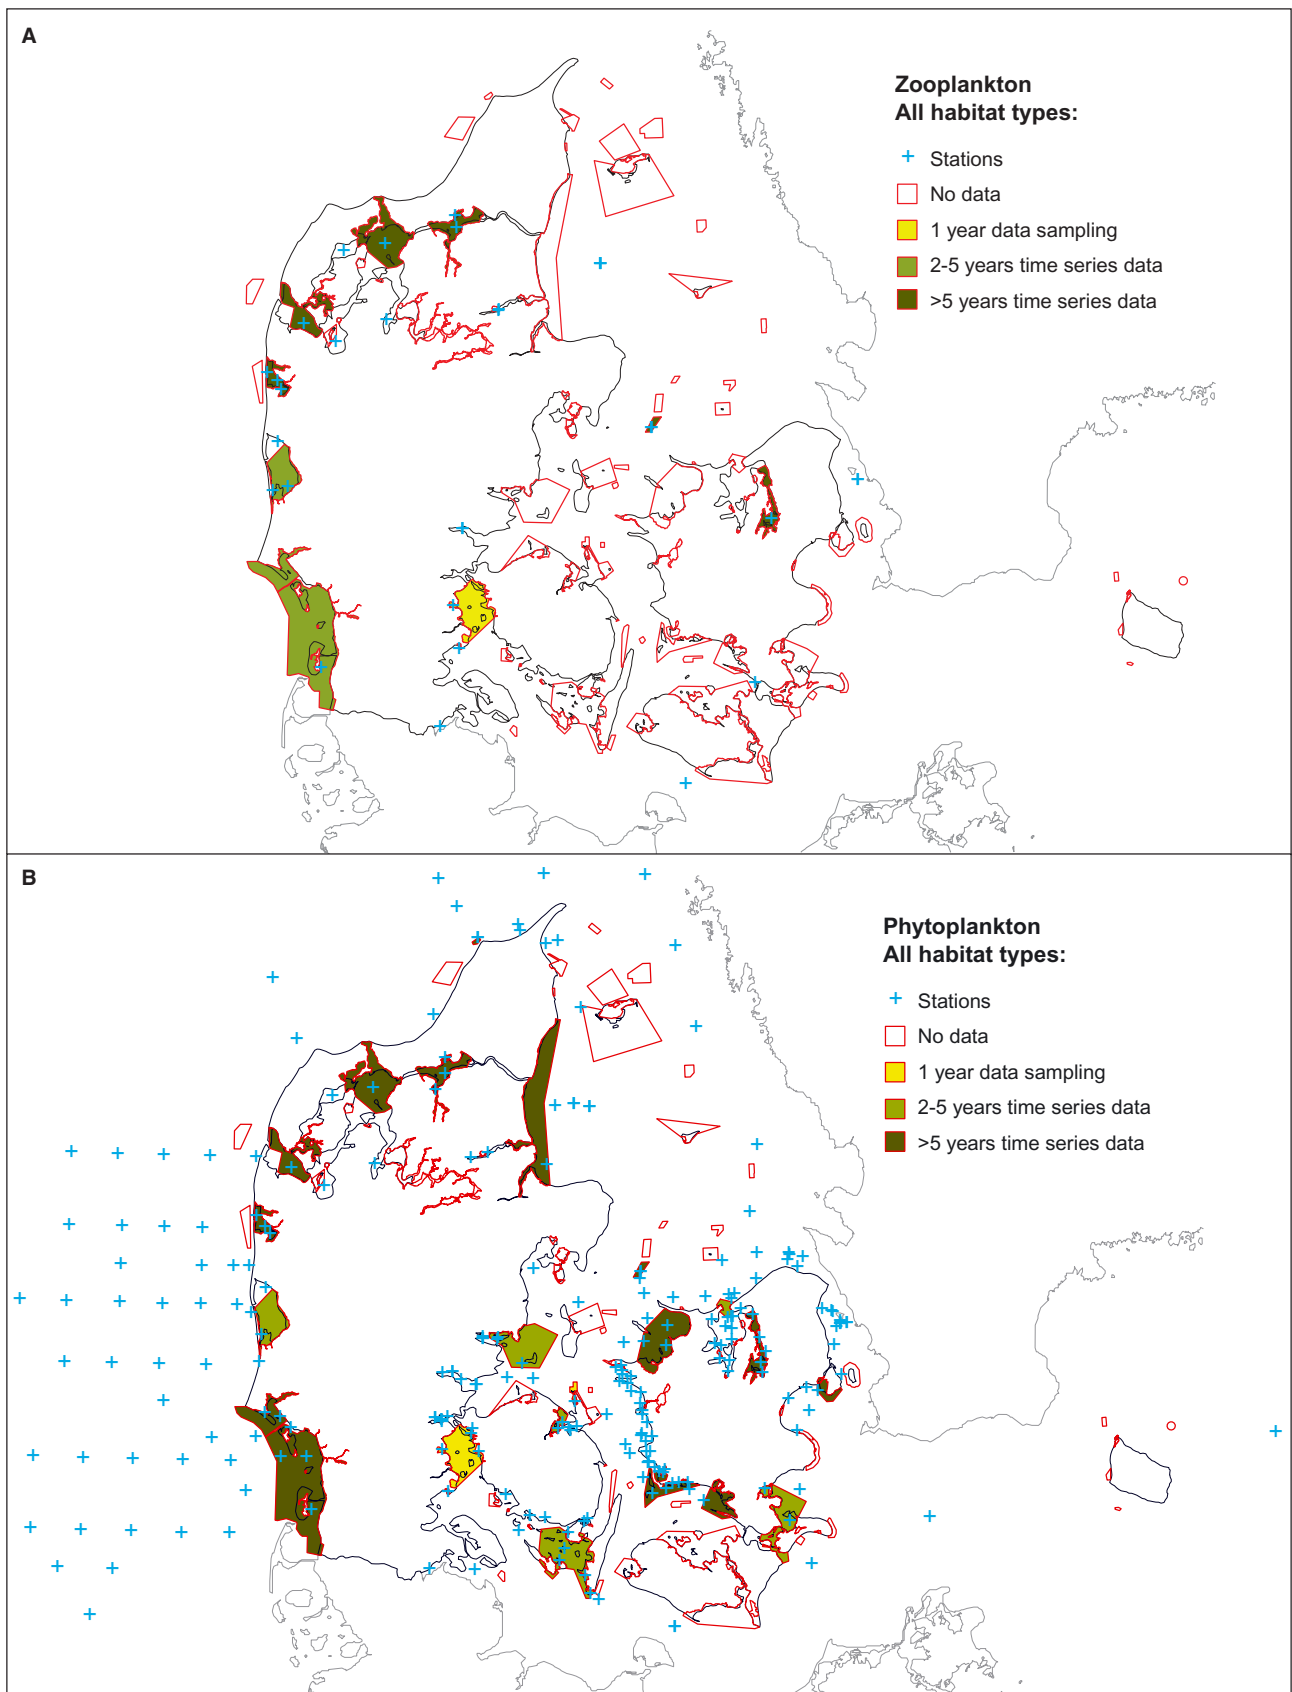 A
Zooplankton
All habitat types:
Stations
No data
1 year data sampling
2-5 years time series data
>5 years time series data
B
Phytoplankton
All habitat types:
Stations
No data
1 year data sampling
2-5 years time series data
>5 years time series data